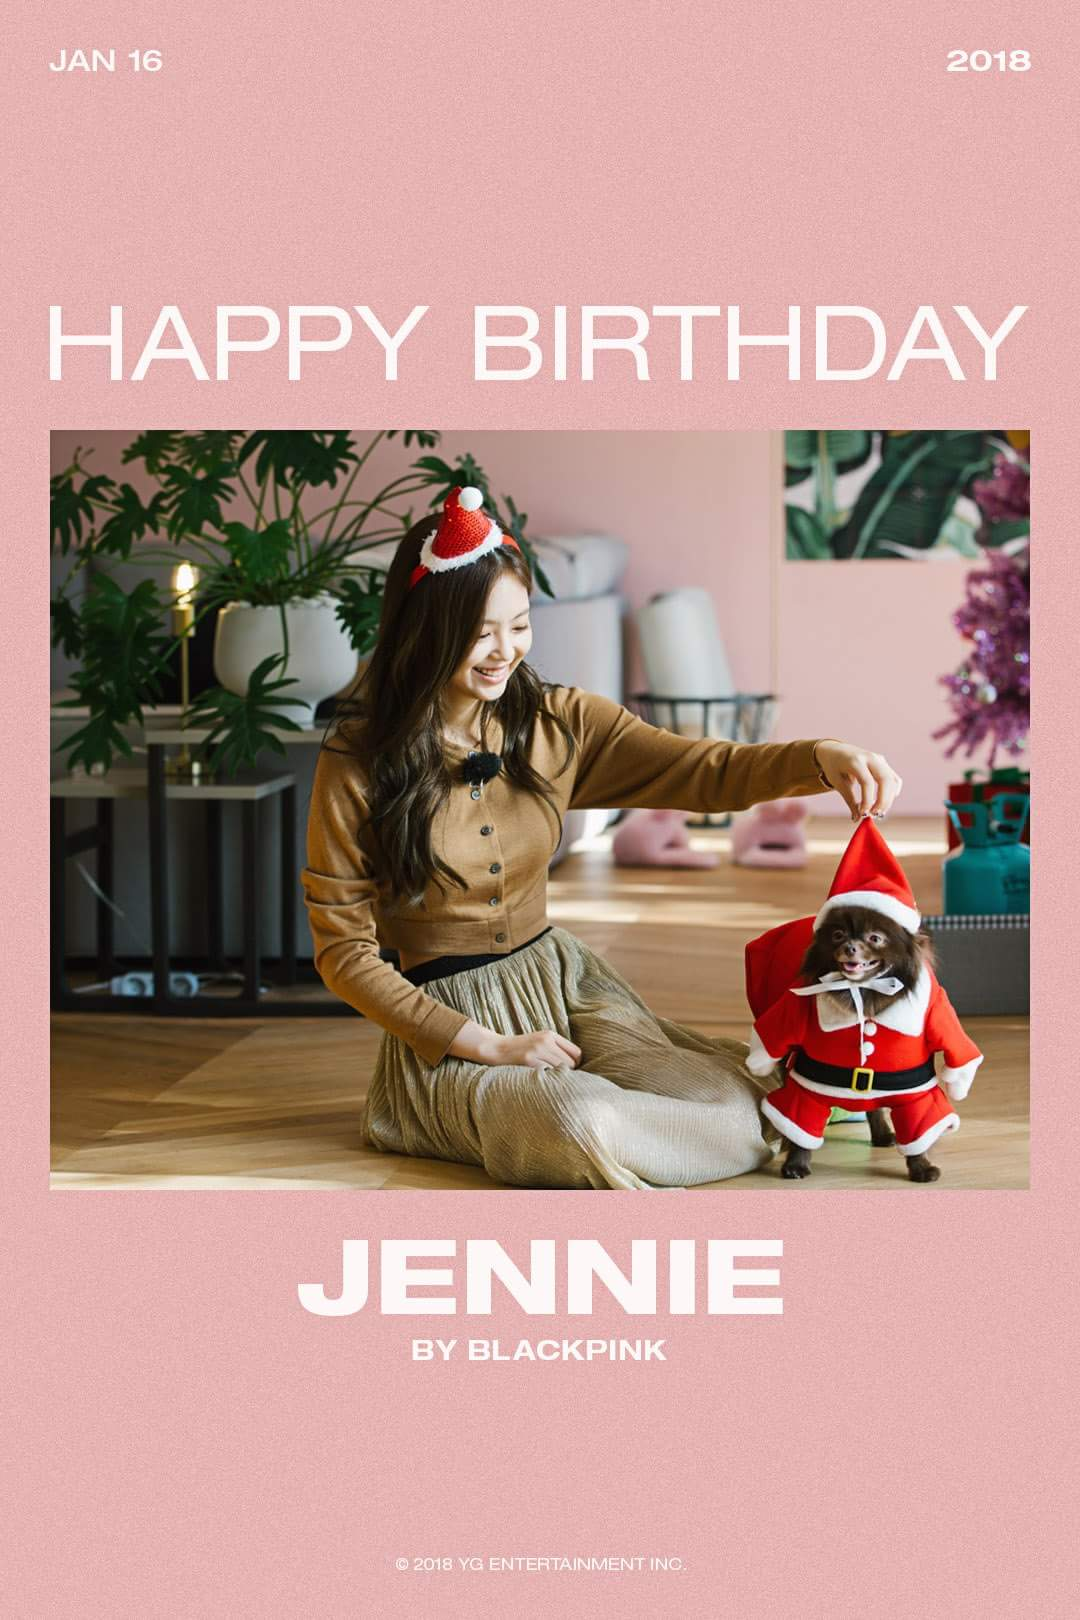 JAN 16
2018
HAPPY BIRTHDAY
JENNIE
BY BLACKPINK
© 2018 YG ENTERTAINMENT INC.